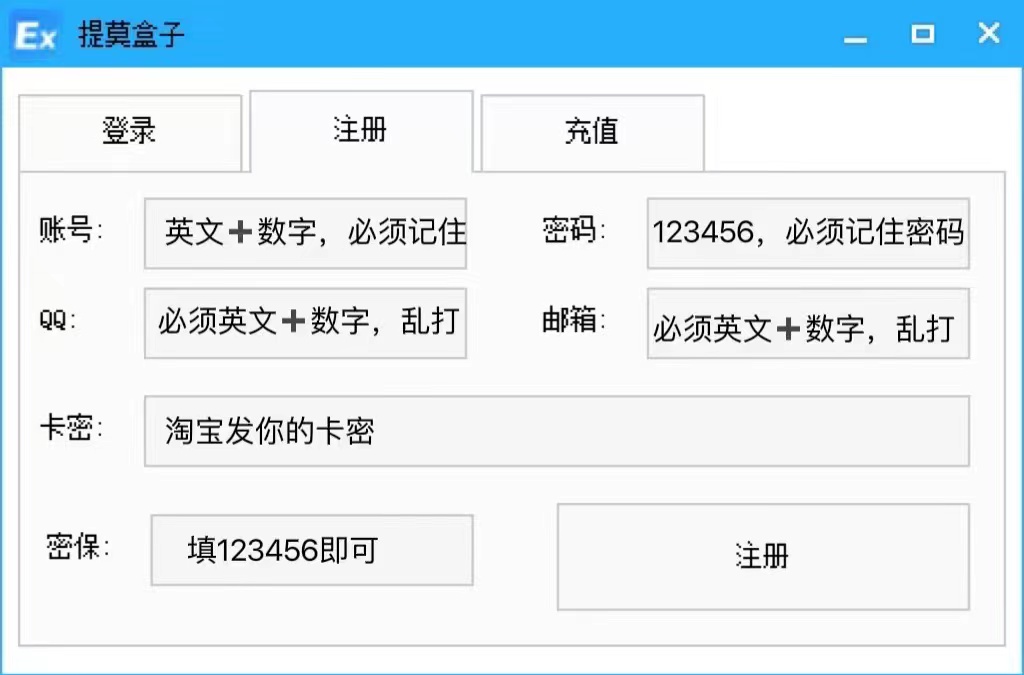 Ex 提莫盒子
登录 注册 充值
账号: 英文➕数字，必须记住 密码: 123456，必须记住密码
QQ: 必须英文➕数字，乱打 邮箱: 必须英文➕数字，乱打
卡密: 淘宝发你的卡密
密保: 填123456即可 注册